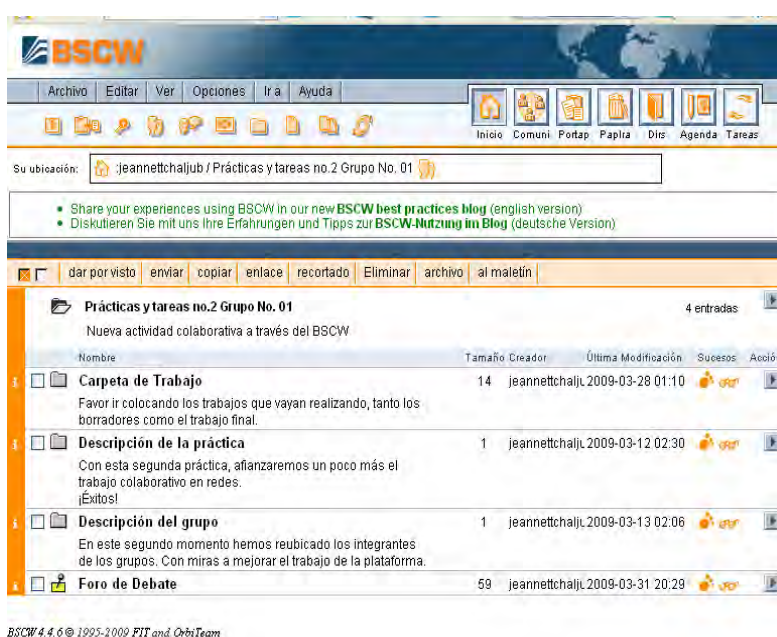 BSCW
Archivo Editar Ver Opciones Ir a Ayuda
Inicio Comuni Portap Paplra Dirs Agenda Tareas
Su ubicación: :jeannettchaljub / Prácticas y tareas no.2 Grupo No. 01
• Share your experiences using BSCW in our new BSCW best practices blog (english version)
• Diskutieren Sie mit uns Ihre Erfahrungen und Tipps zur BSCW-Nutzung im Blog (deutsche Version)
dar por visto enviar copiar enlace recortado Eliminar archivo al maletín
Prácticas y tareas no.2 Grupo No. 01 4 entradas
Nueva actividad colaborativa a través del BSCW
Nombre Tamaño Creador Última Modificación Sucesos Acció
Carpeta de Trabajo 14 jeannettchalju 2009-03-28 01:10
Favor ir colocando los trabajos que vayan realizando, tanto los
borradores como el trabajo final.
Descripción de la práctica 1 jeannettchalju 2009-03-12 02:30
Con esta segunda práctica, afianzaremos un poco más el
trabajo colaborativo en redes.
¡Éxitos!
Descripción del grupo 1 jeannettchalju 2009-03-13 02:06
En este segundo momento hemos reubicado los integrantes
de los grupos. Con miras a mejorar el trabajo de la plataforma.
Foro de Debate 59 jeannettchalju 2009-03-31 20:29
BSCW 4.4.6 © 1995-2009 FIT and OrbiTeam